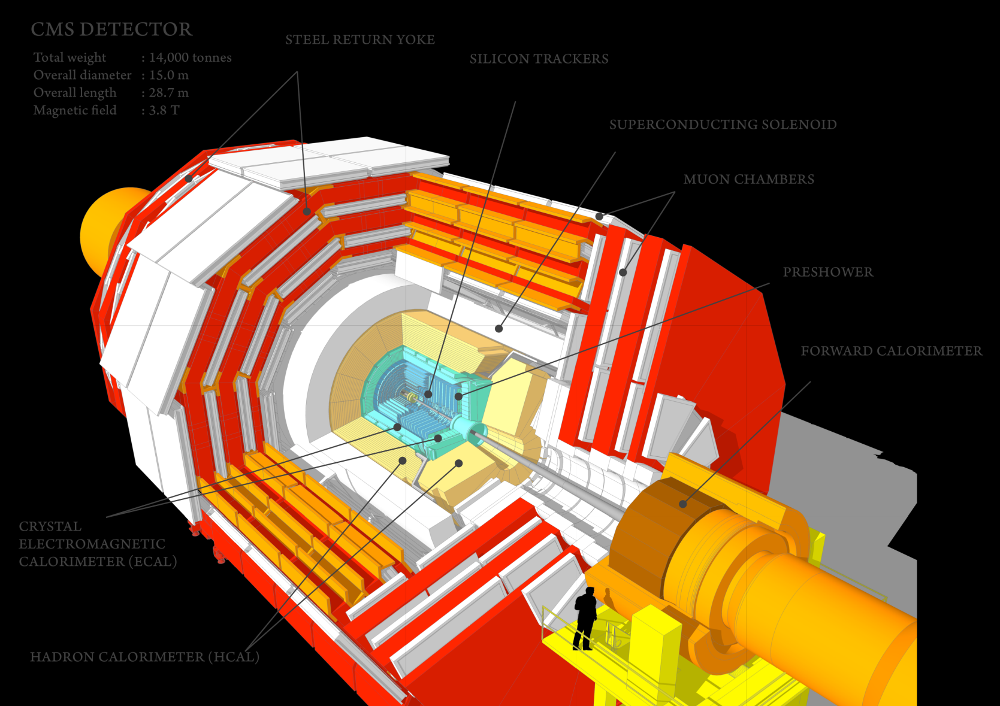 CMS DETECTOR
Total weight : 14,000 tonnes
Overall diameter : 15.0 m
Overall length : 28.7 m
Magnetic field : 3.8 T
STEEL RETURN YOKE
SILICON TRACKERS
SUPERCONDUCTING SOLENOID
MUON CHAMBERS
PRESHOWER
FORWARD CALORIMETER
CRYSTAL
ELECTROMAGNETIC
CALORIMETER (ECAL)
HADRON CALORIMETER (HCAL)